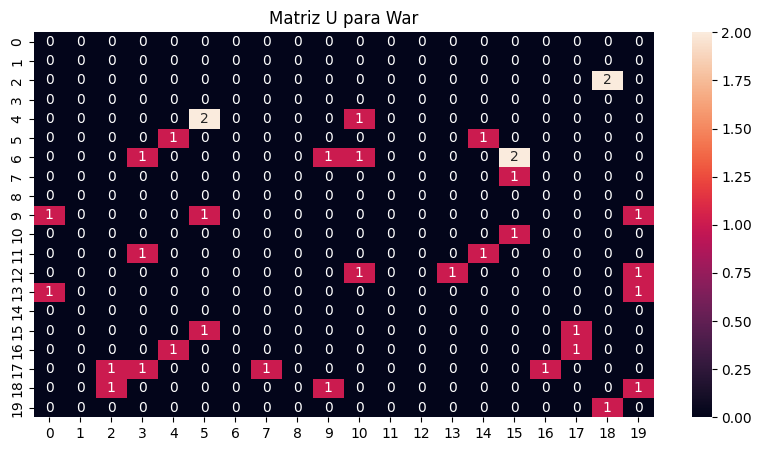 Matriz U para War
0 0 0 0 0 0 0 0 0 0 0 0 0 0 0 0 0 0 0 0 0
1 0 0 0 0 0 0 0 0 0 0 0 0 0 0 0 0 0 0 0 0
2 0 0 0 0 0 0 0 0 0 0 0 0 0 0 0 0 0 0 2 0
3 0 0 0 0 0 0 0 0 0 0 0 0 0 0 0 0 0 0 0 0
4 0 0 0 0 0 2 0 0 0 0 1 0 0 0 0 0 0 0 0 0
5 0 0 0 0 1 0 0 0 0 0 0 0 0 0 1 0 0 0 0 0
6 0 0 0 1 0 0 0 0 0 1 1 0 0 0 0 2 0 0 0 0
7 0 0 0 0 0 0 0 0 0 0 0 0 0 0 0 1 0 0 0 0
8 0 0 0 0 0 0 0 0 0 0 0 0 0 0 0 0 0 0 0 0
9 1 0 0 0 0 1 0 0 0 0 0 0 0 0 0 0 0 0 0 1
10 0 0 0 0 0 0 0 0 0 0 0 0 0 0 0 1 0 0 0 0
11 0 0 0 1 0 0 0 0 0 0 0 0 0 0 1 0 0 0 0 0
12 0 0 0 0 0 0 0 0 0 0 1 0 0 1 0 0 0 0 0 1
13 1 0 0 0 0 0 0 0 0 0 0 0 0 0 0 0 0 0 0 1
14 0 0 0 0 0 0 0 0 0 0 0 0 0 0 0 0 0 0 0 0
15 0 0 0 0 0 1 0 0 0 0 0 0 0 0 0 0 0 1 0 0
16 0 0 0 0 1 0 0 0 0 0 0 0 0 0 0 0 0 1 0 0
17 0 0 1 1 0 0 0 1 0 0 0 0 0 0 0 0 1 0 0 0
18 0 0 1 0 0 0 0 0 0 1 0 0 0 0 0 0 0 0 0 1
19 0 0 0 0 0 0 0 0 0 0 0 0 0 0 0 0 0 0 1 0
0 1 2 3 4 5 6 7 8 9 10 11 12 13 14 15 16 17 18 19
2.00
1.75
1.50
1.25
1.00
0.75
0.50
0.25
0.00